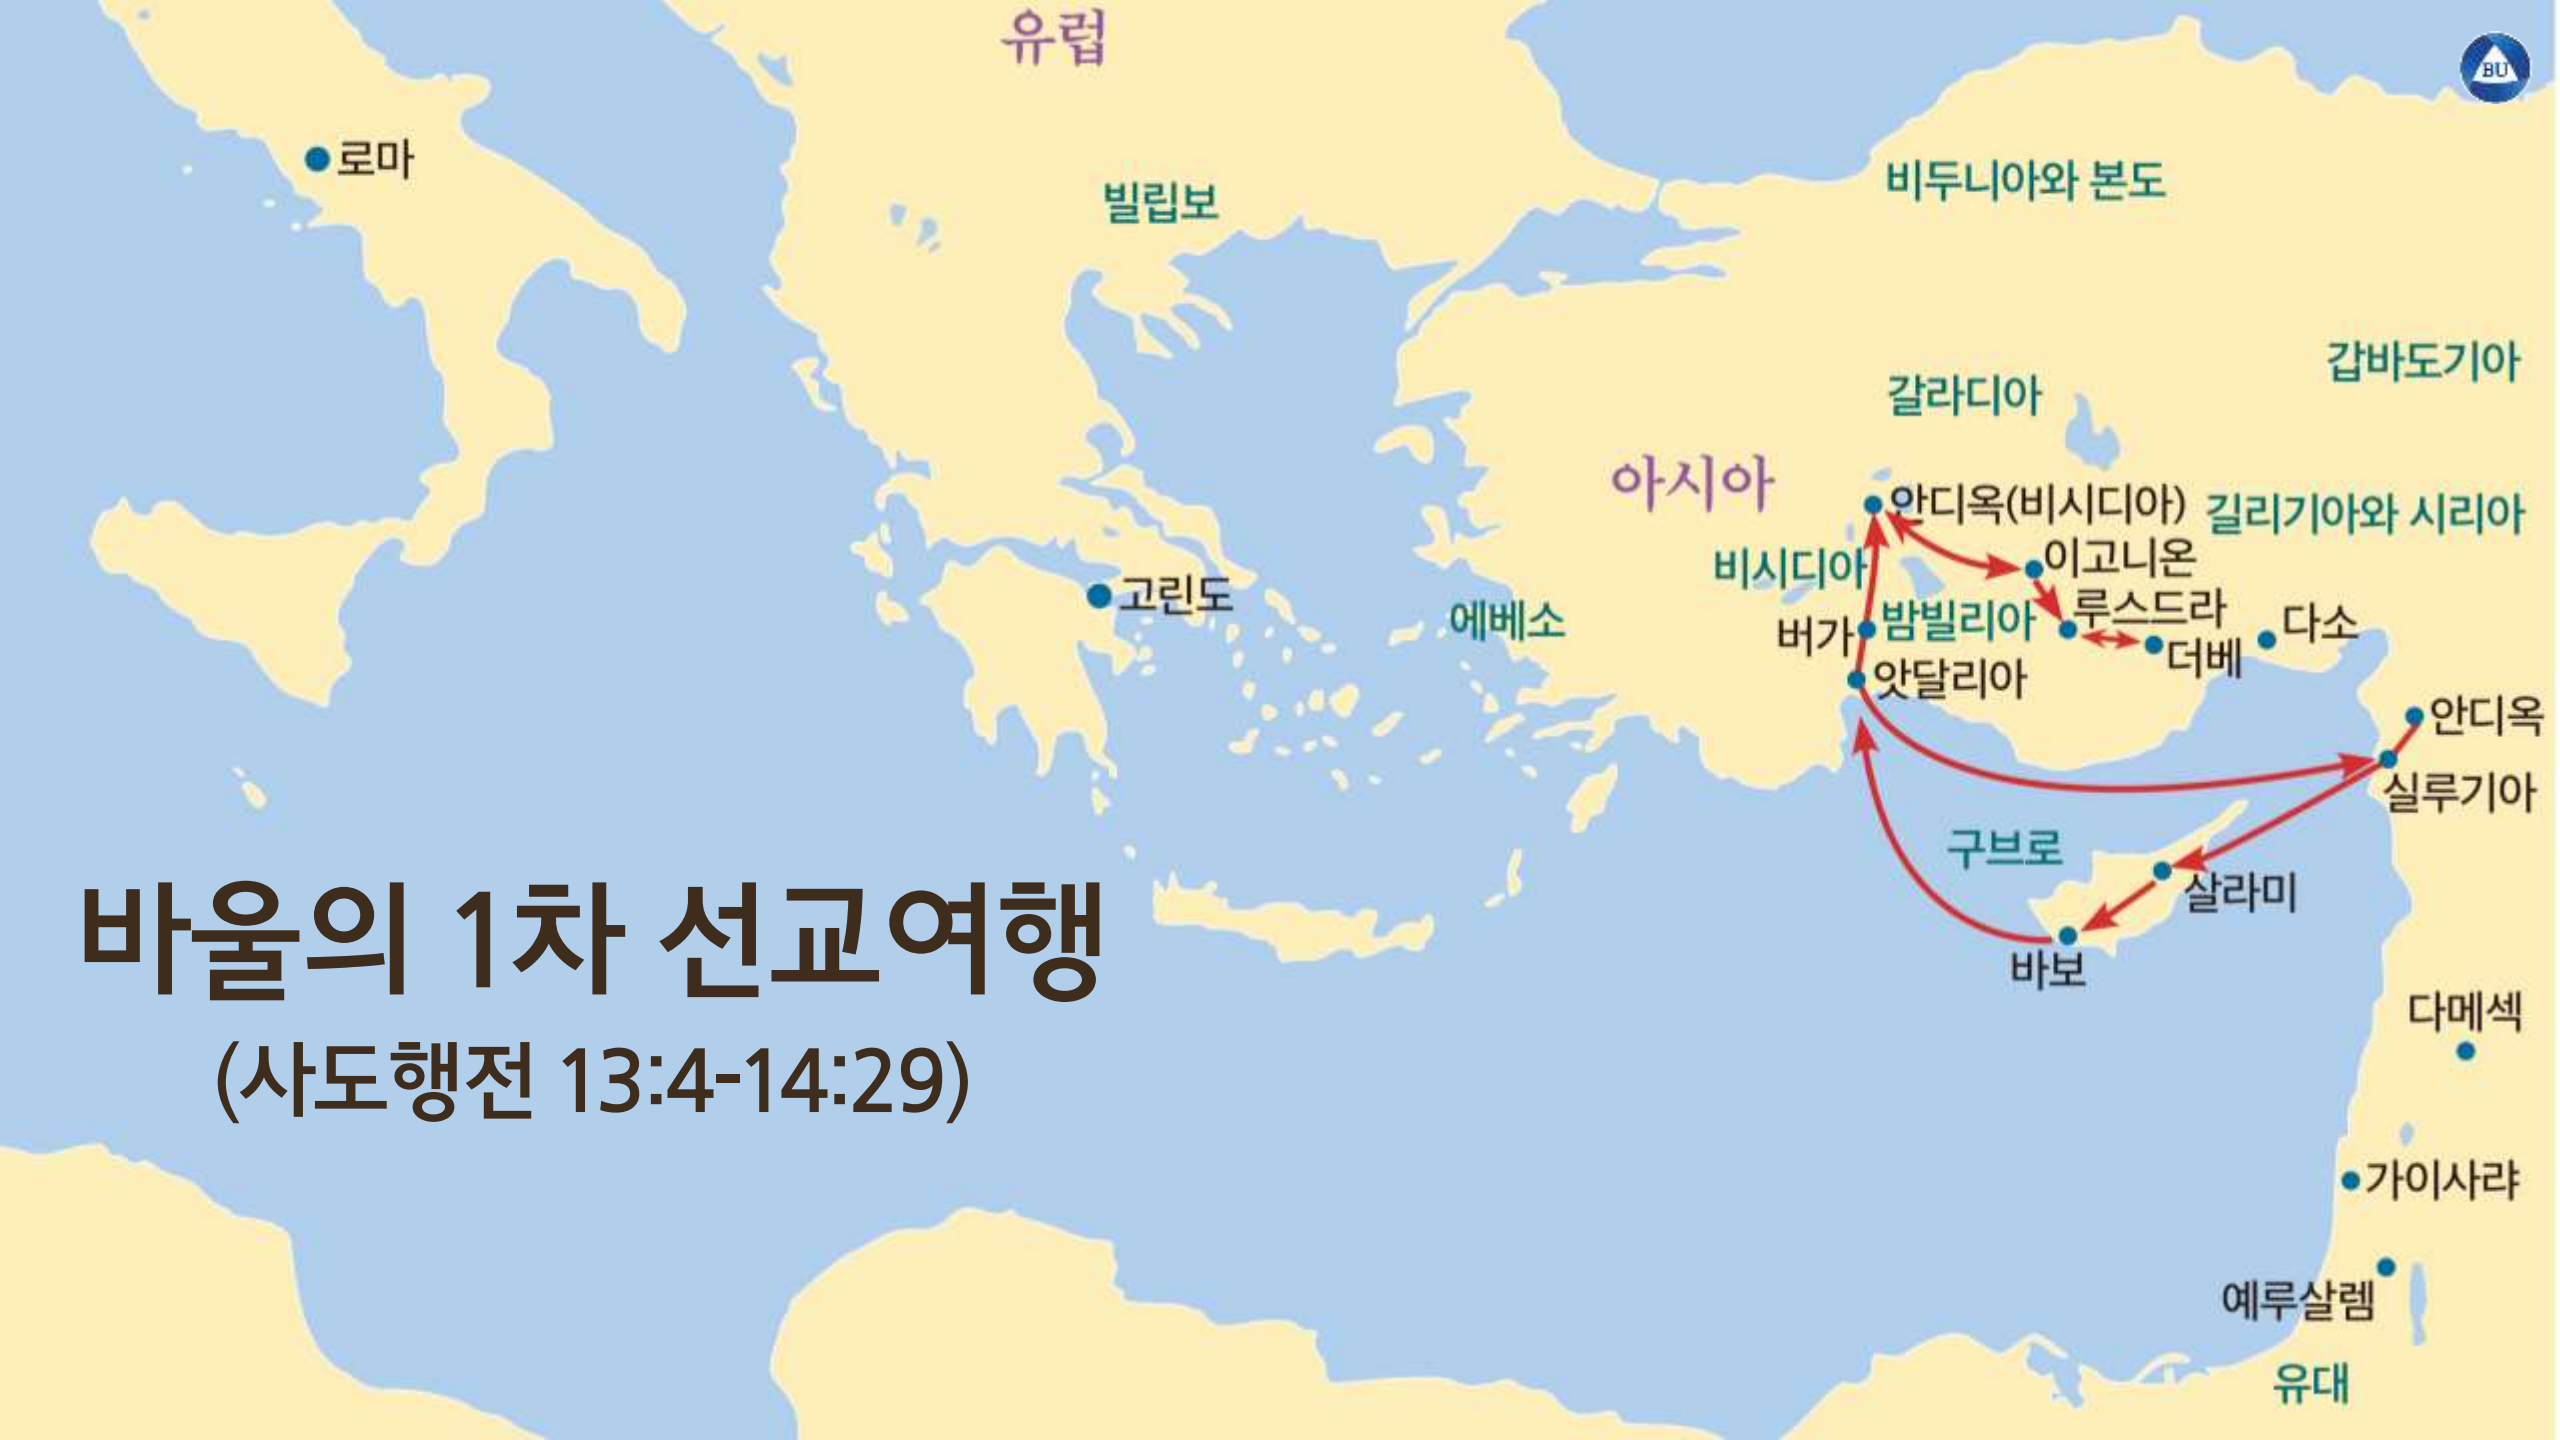 유럽
BU
로마
빌립보
비두니아와 본도
갑바도기아
갈라디아
아시아
안디옥(비시디아)
길리기아와 시리아
비시디아
이고니온
고린도
에베소
버가
밤빌리아
루스드라
다소
더베
앗달리아
안디옥
실루기아
구브로
살라미
바보
바울의 1차 선교여행
(사도행전 13:4-14:29)
다메섹
가이사랴
예루살렘
유대